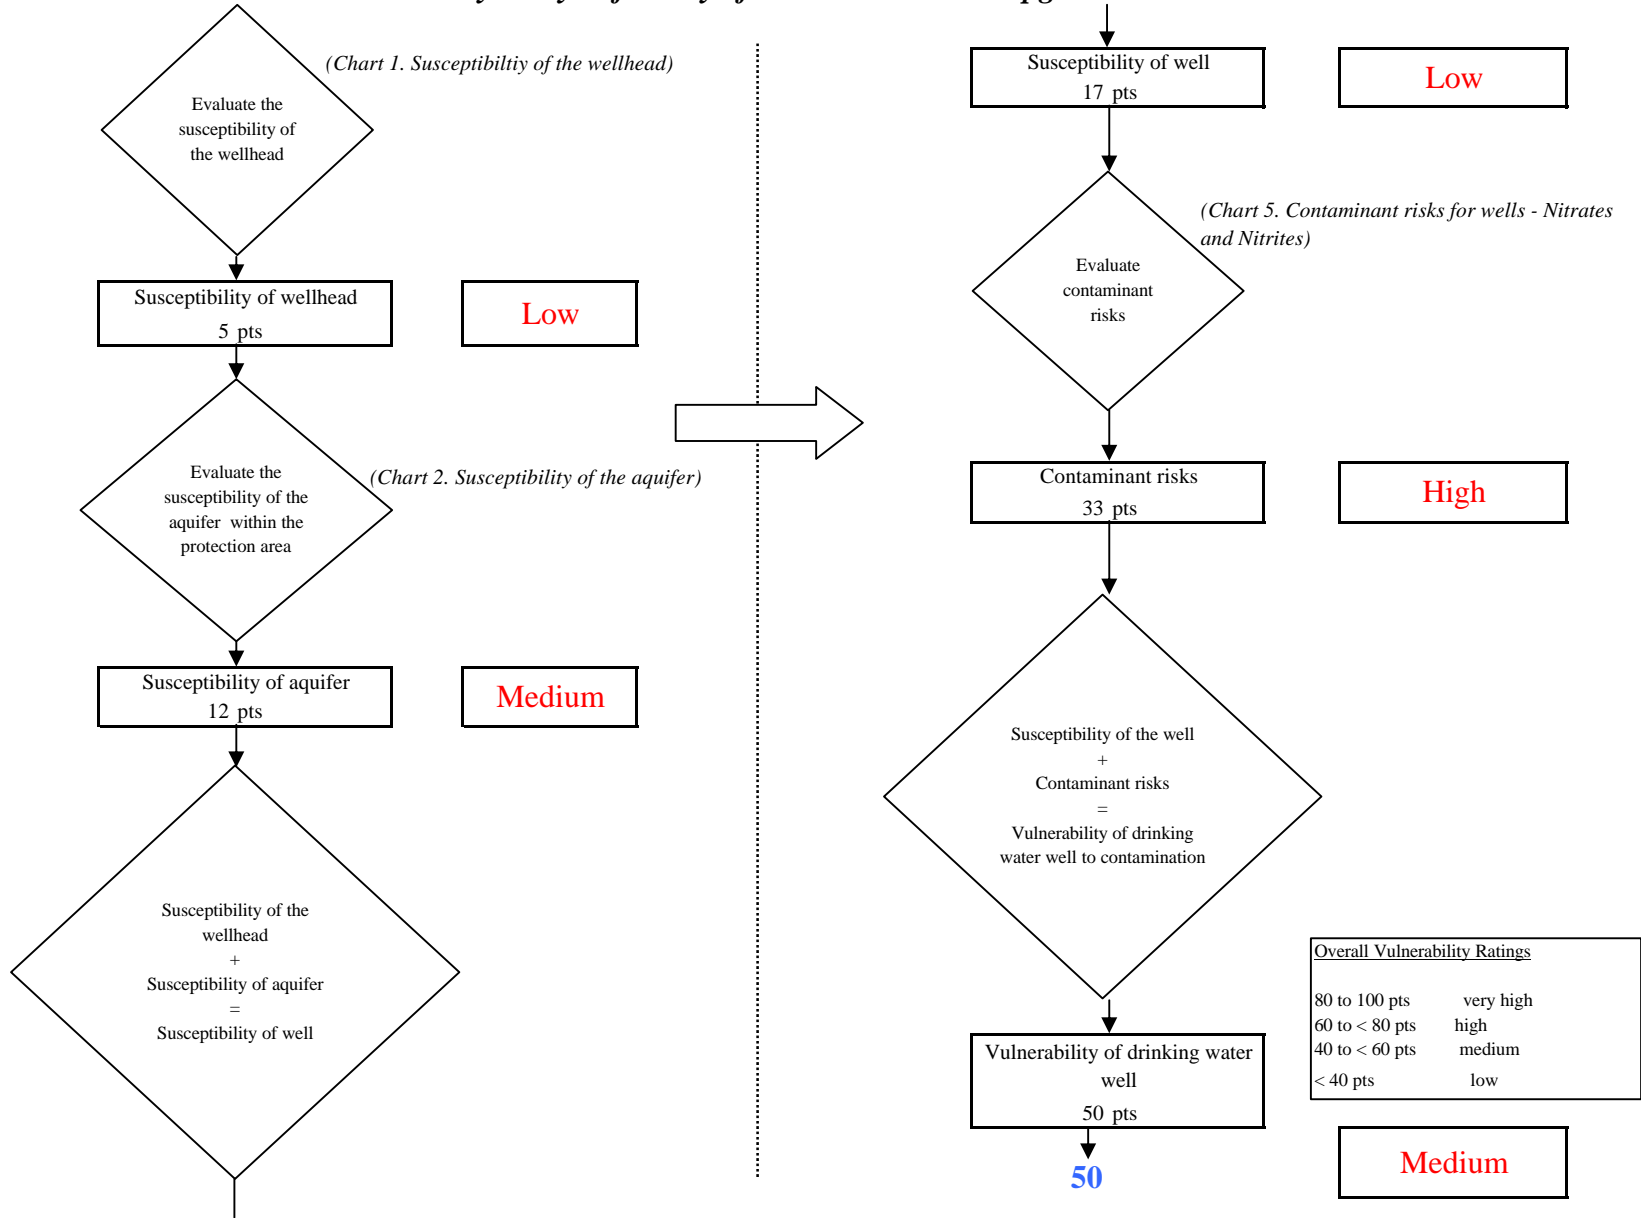 (Chart 1. Susceptibiltiy of the wellhead)
Evaluate the
susceptibility of
the wellhead
Susceptibility of wellhead
5 pts
Low
Evaluate the
susceptibility of the
aquifer within the
protection area
(Chart 2. Susceptibility of the aquifer)
Susceptibility of aquifer
12 pts
Medium
Susceptibility of the
wellhead
+
Susceptibility of aquifer
=
Susceptibility of well
Susceptibility of well
17 pts
Low
(Chart 5. Contaminant risks for wells - Nitrates
and Nitrites)
Evaluate
contaminant
risks
Contaminant risks
33 pts
High
Susceptibility of the well
+
Contaminant risks
=
Vulnerability of drinking
water well to contamination
Overall Vulnerability Ratings
80 to 100 pts very high
60 to < 80 pts high
40 to < 60 pts medium
< 40 pts low
Vulnerability of drinking water
well
50 pts
50
Medium